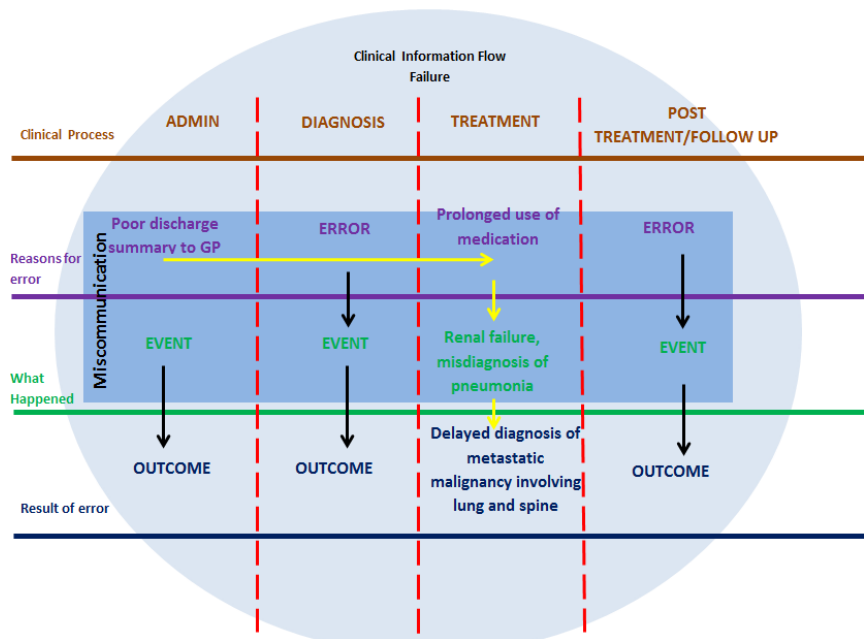 Clinical Information Flow
Failure
Clinical Process
ADMIN
DIAGNOSIS
TREATMENT
POST
TREATMENT/FOLLOW UP
Reasons for
error
Miscommunication
Poor discharge
summary to GP
ERROR
Prolonged use of
medication
ERROR
What
Happened
EVENT
EVENT
Renal failure,
misdiagnosis of
pneumonia
EVENT
Result of error
OUTCOME
OUTCOME
Delayed diagnosis of
metastatic
malignancy involving
lung and spine
OUTCOME